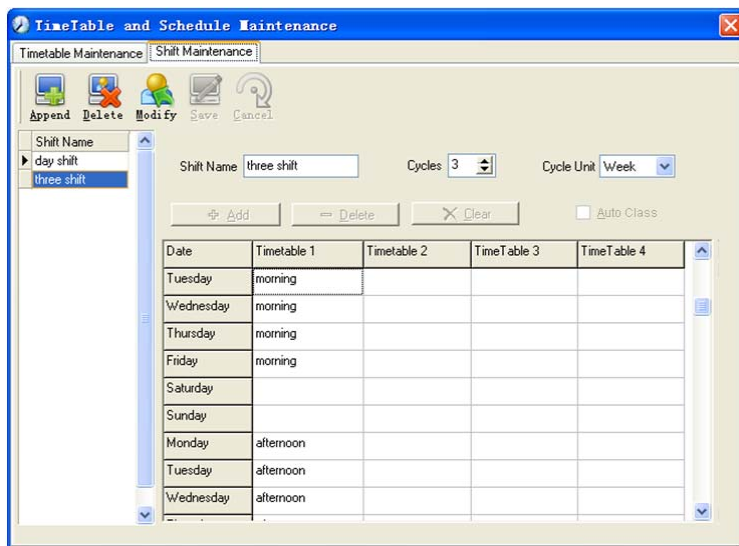 TimeTable and Schedule Maintenance
Timetable Maintenance Shift Maintenance
Append Delete Modify Save Cancel
Shift Name
day shift
three shift
Shift Name three shift Cycles 3 Cycle Unit Week
Add Delete Clear Auto Class
Date Timetable 1 Timetable 2 TimeTable 3 TimeTable 4
Tuesday morning
Wednesday morning
Thursday morning
Friday morning
Saturday
Sunday
Monday afternoon
Tuesday afternoon
Wednesday afternoon